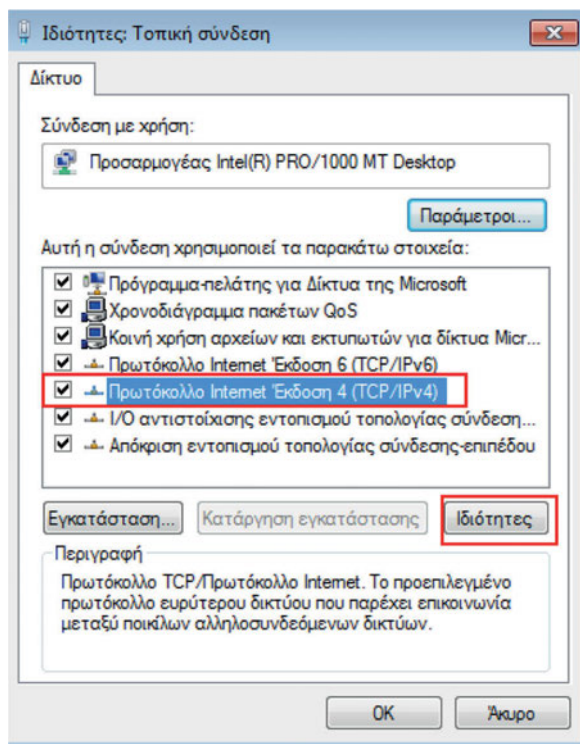 Ιδιότητες: Τοπική σύνδεση
Δίκτυο
Σύνδεση με χρήση:
Προσαρμογέας Intel(R) PRO/1000 MT Desktop
Παράμετροι...
Αυτή η σύνδεση χρησιμοποιεί τα παρακάτω στοιχεία:
Πρόγραμμα-πελάτης για Δίκτυα της Microsoft
Χρονοδιάγραμμα πακέτων QoS
Κοινή χρήση αρχείων και εκτυπωτών για δίκτυα Micr...
Πρωτόκολλο Internet Έκδοση 6 (TCP/IPv6)
Πρωτόκολλο Internet Έκδοση 4 (TCP/IPv4)
I/O αντιστοίχισης εντοπισμού τοπολογίας σύνδεση...
Απόκριση εντοπισμού τοπολογίας σύνδεσης-επιπέδου
Εγκατάσταση... Κατάργηση εγκατάστασης Ιδιότητες
Περιγραφή
Πρωτόκολλο TCP/Πρωτόκολλο Internet. Το προεπιλεγμένο
πρωτόκολλο ευρύτερου δικτύου που παρέχει επικοινωνία
μεταξύ ποικίλων αλληλοσυνδεόμενων δικτύων.
OK Άκυρο